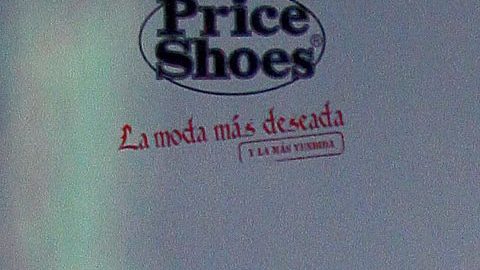 Price
Shoes®
La moda más deseada
Y LA MÁS VENDIDA